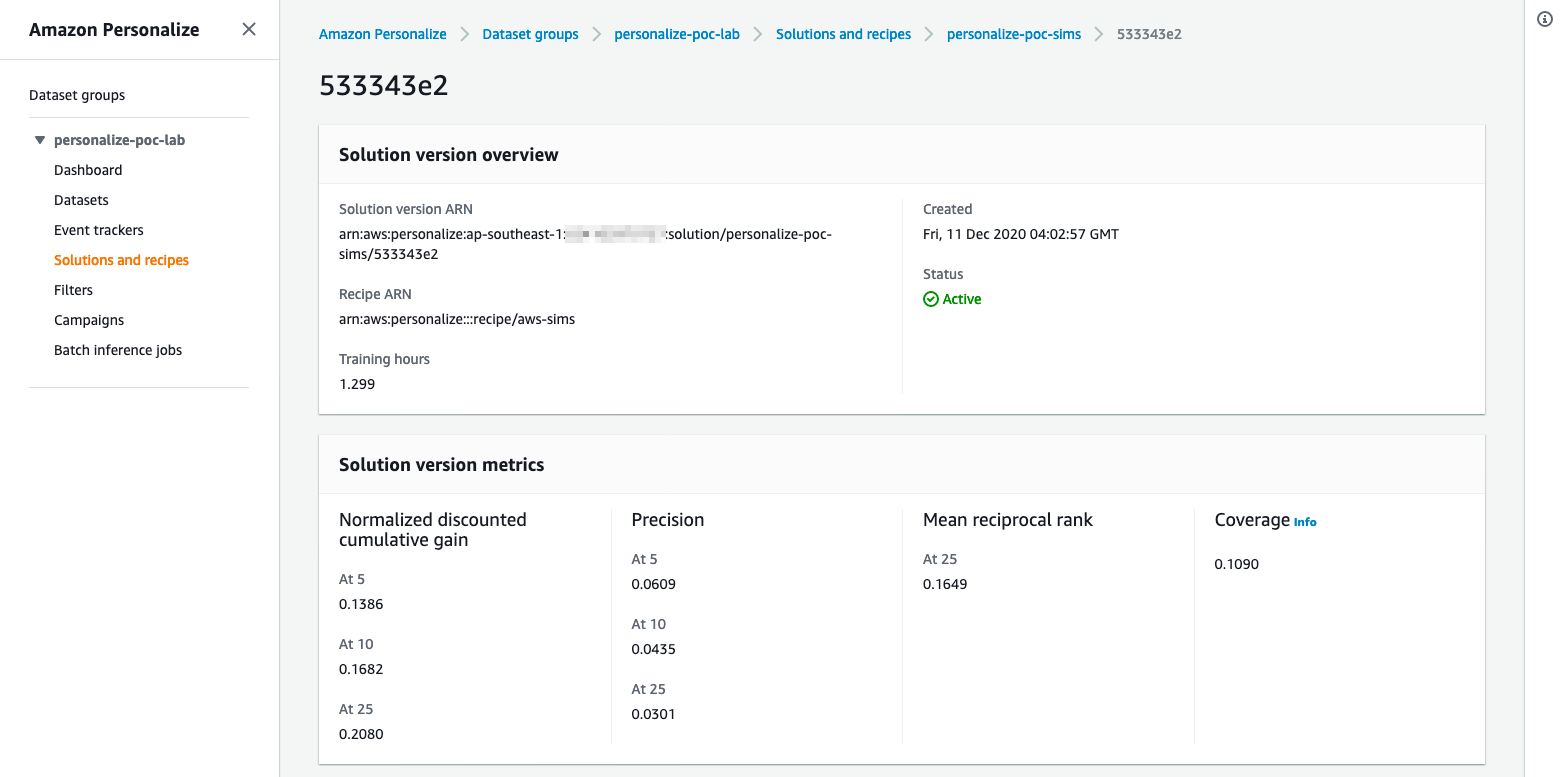 Amazon Personalize
Dataset groups
personalize-poc-lab
Dashboard
Datasets
Event trackers
Solutions and recipes
Filters
Campaigns
Batch inference jobs
Amazon Personalize
Dataset groups
personalize-poc-lab
Solutions and recipes
personalize-poc-sims
533343e2
533343e2
Solution version overview
Solution version ARN
arn:aws:personalize:ap-southeast-1: :solution/personalize-poc-
sims/533343e2
Recipe ARN
arn:aws:personalize:::recipe/aws-sims
Training hours
1.299
Created
Fri, 11 Dec 2020 04:02:57 GMT
Status
Active
Solution version metrics
Normalized discounted
cumulative gain
At 5
0.1386
At 10
0.1682
At 25
0.2080
Precision
At 5
0.0609
At 10
0.0435
At 25
0.0301
Mean reciprocal rank
At 25
0.1649
Coverage Info
0.1090